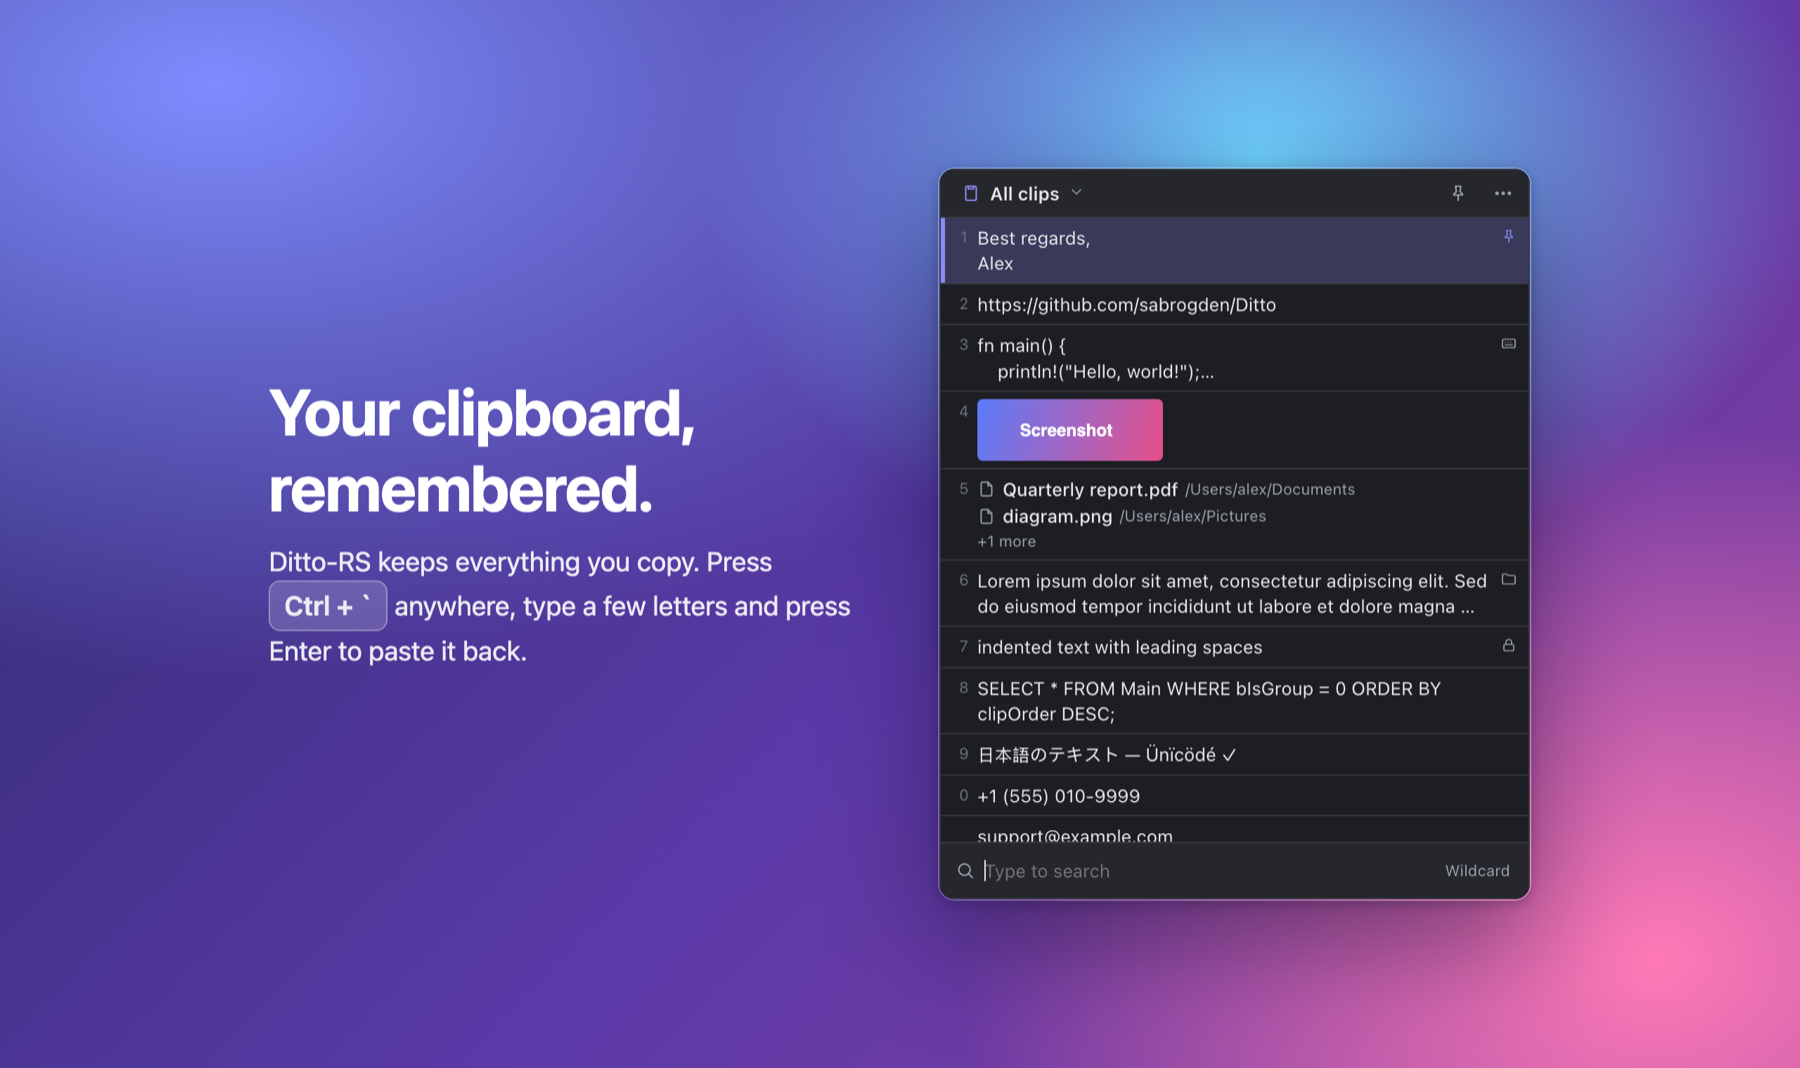 Your clipboard,
remembered.
Ditto-RS keeps everything you copy. Press
Ctrl + ` anywhere, type a few letters and press
Enter to paste it back.
All clips
1 Best regards,
Alex
2 https://github.com/sabrogden/Ditto
3 fn main() {
println!("Hello, world!");...
4 Screenshot
5 Quarterly report.pdf /Users/alex/Documents
diagram.png /Users/alex/Pictures
+1 more
6 Lorem ipsum dolor sit amet, consectetur adipiscing elit. Sed
do eiusmod tempor incididunt ut labore et dolore magna ...
7 indented text with leading spaces
8 SELECT * FROM Main WHERE bIsGroup = 0 ORDER BY
clipOrder DESC;
9 日本語のテキスト — Ünïcödé ✓
0 +1 (555) 010-9999
support@example.com
Type to search
Wildcard